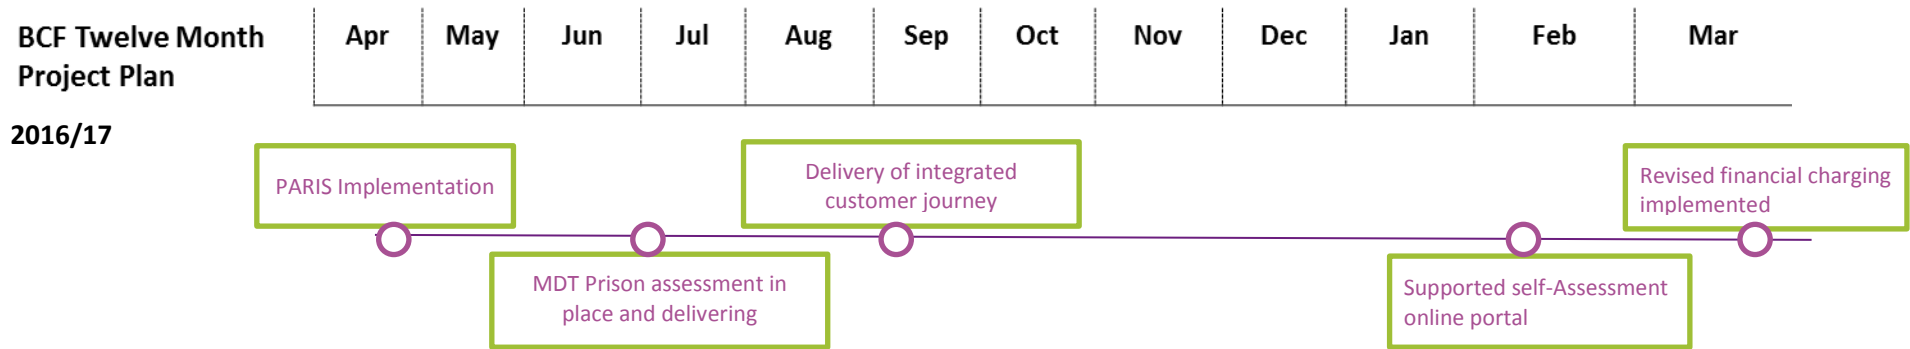 BCF Twelve Month
Project Plan
Apr May Jun Jul Aug Sep Oct Nov Dec Jan Feb Mar
2016/17
PARIS Implementation
Delivery of integrated
customer journey
Revised financial charging
implemented
MDT Prison assessment in
place and delivering
Supported self-Assessment
online portal